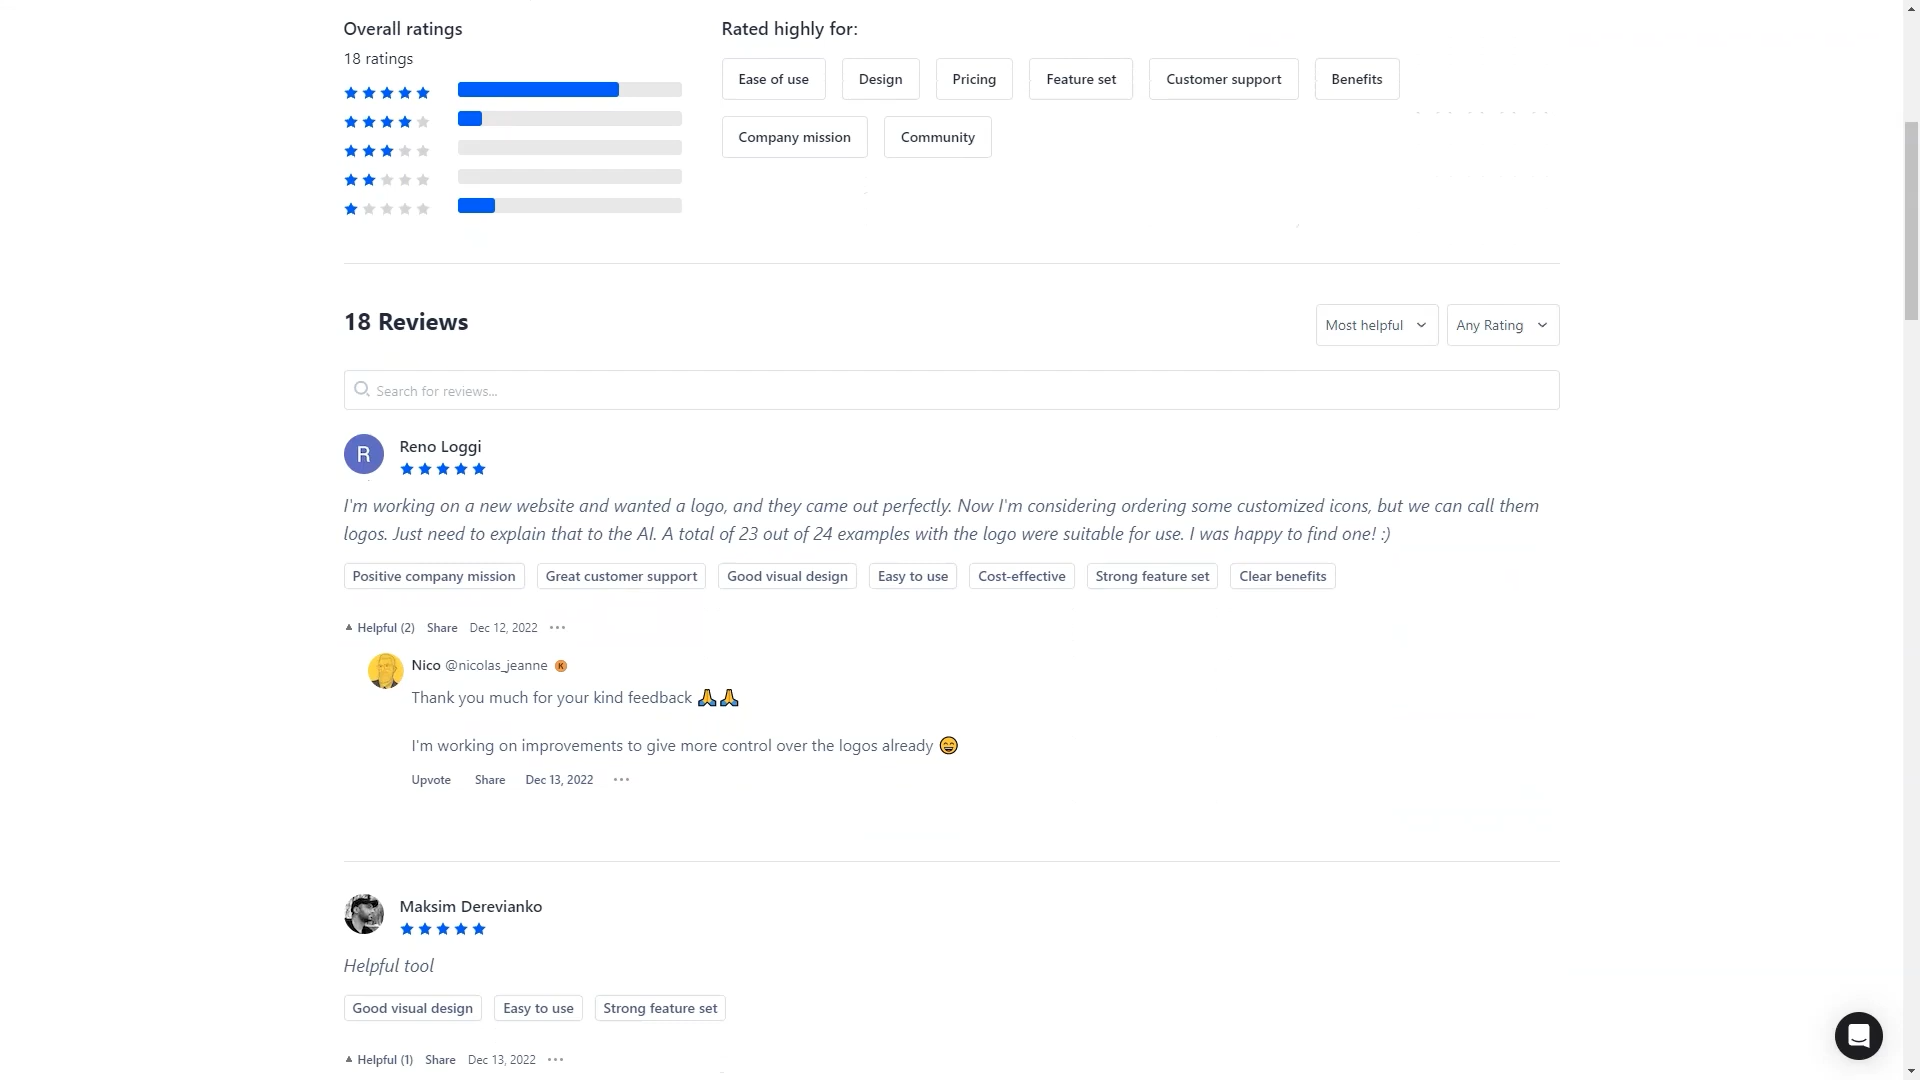 Overall ratings
Rated highly for:
18 ratings
Ease of use
Design
Pricing
Feature set
Customer support
Benefits
Company mission
Community
18 Reviews
Most helpful
Any Rating
Search for reviews...
R
Reno Loggi
I'm working on a new website and wanted a logo, and they came out perfectly. Now I'm considering ordering some customized icons, but we can call them
logos. Just need to explain that to the AI. A total of 23 out of 24 examples with the logo were suitable for use. I was happy to find one! :)
Positive company mission
Great customer support
Good visual design
Easy to use
Cost-effective
Strong feature set
Clear benefits
Helpful (2) Share Dec 12, 2022
Nico @nicolas_jeanne K
Thank you much for your kind feedback 🙏🙏
I'm working on improvements to give more control over the logos already 😄
Upvote Share Dec 13, 2022
Maksim Derevianko
Helpful tool
Good visual design
Easy to use
Strong feature set
Helpful (1) Share Dec 13, 2022